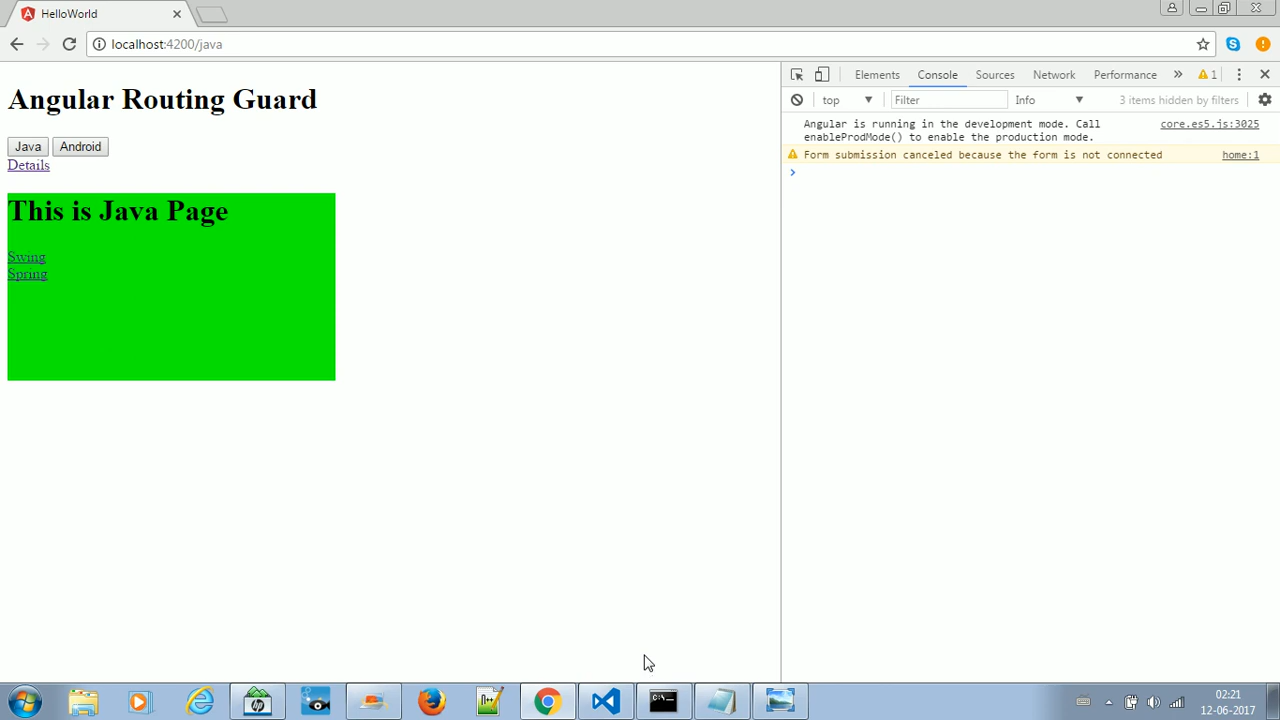 HelloWorld
localhost:4200/java
Elements Console Sources Network Performance » 1
top Filter Info 3 items hidden by filters
Angular Routing Guard
Java Android
Details
This is Java Page
Swing
Spring
Angular is running in the development mode. Call core.es5.js:3025
enableProdMode() to enable the production mode.
Form submission canceled because the form is not connected home:1
>
02:21
12-06-2017